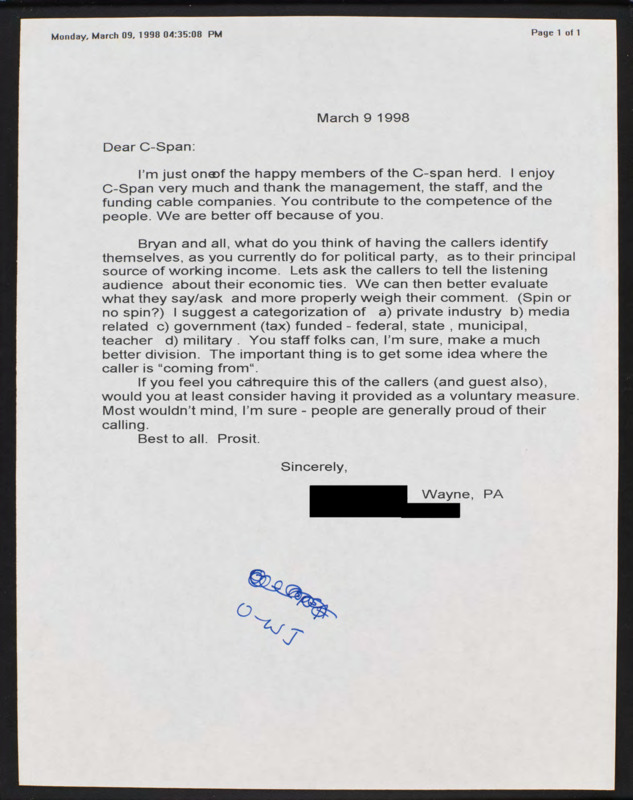 Monday, March 09, 1998 04:35:08 PM
Page 1 of 1
March 9 1998
Dear C-Span:
I'm just one of the happy members of the C-span herd. I enjoy
C-Span very much and thank the management, the staff, and the
funding cable companies. You contribute to the competence of the
people. We are better off because of you.
Bryan and all, what do you think of having the callers identify
themselves, as you currently do for political party, as to their principal
source of working income. Lets ask the callers to tell the listening
audience about their economic ties. We can then better evaluate
what they say/ask and more properly weigh their comment. (Spin or
no spin?) I suggest a categorization of a) private industry b) media
related c) government (tax) funded - federal, state , municipal,
teacher d) military . You staff folks can, I'm sure, make a much
better division. The important thing is to get some idea where the
caller is "coming from".
If you feel you can't require this of the callers (and guest also),
would you at least consider having it provided as a voluntary measure.
Most wouldn't mind, I'm sure - people are generally proud of their
calling.
Best to all. Prosit.
Sincerely,
Wayne, PA
O-WJ